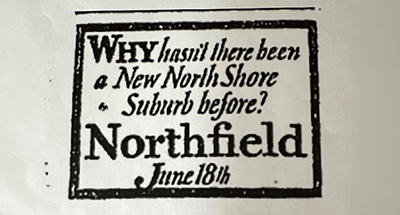 WHY hasn't there been
a New North Shore
Suburb before?
Northfield
June 18th